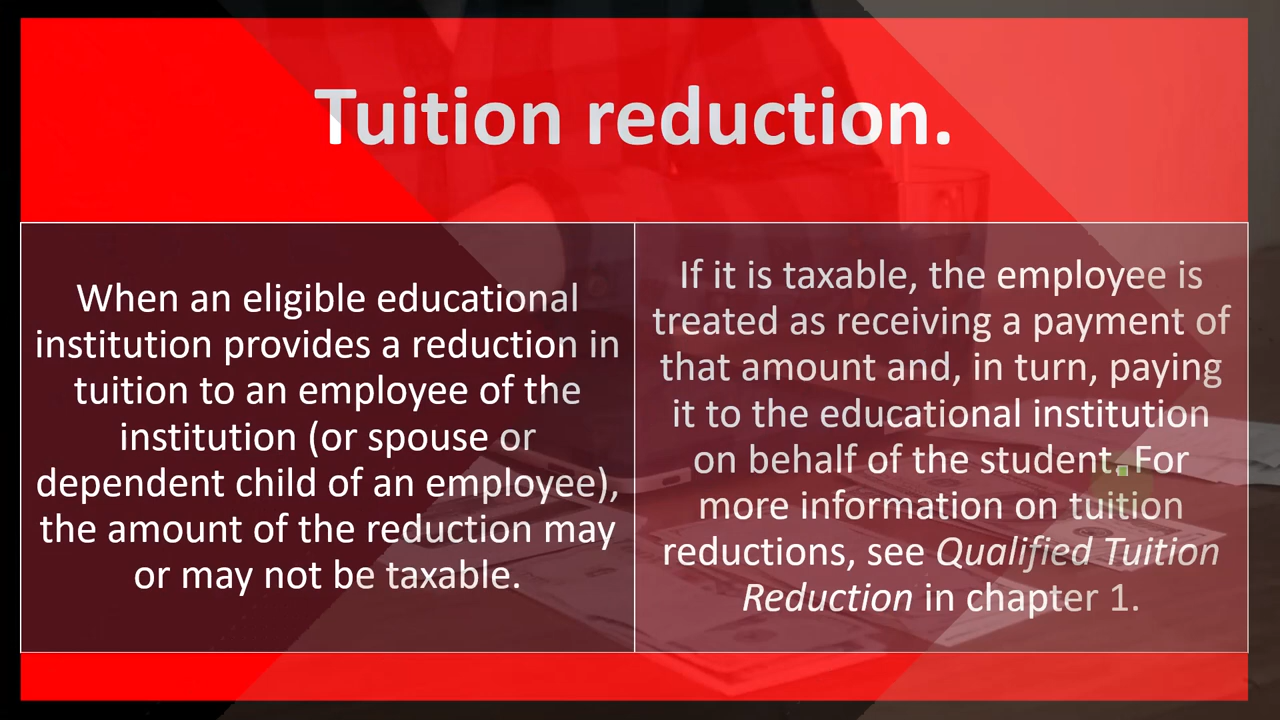 Tuition reduction.
When an eligible educational
institution provides a reduction in
tuition to an employee of the
institution (or spouse or
dependent child of an employee),
the amount of the reduction may
or may not be taxable.
If it is taxable, the employee is
treated as receiving a payment of
that amount and, in turn, paying
it to the educational institution
on behalf of the student. For
more information on tuition
reductions, see Qualified Tuition
Reduction in chapter 1.